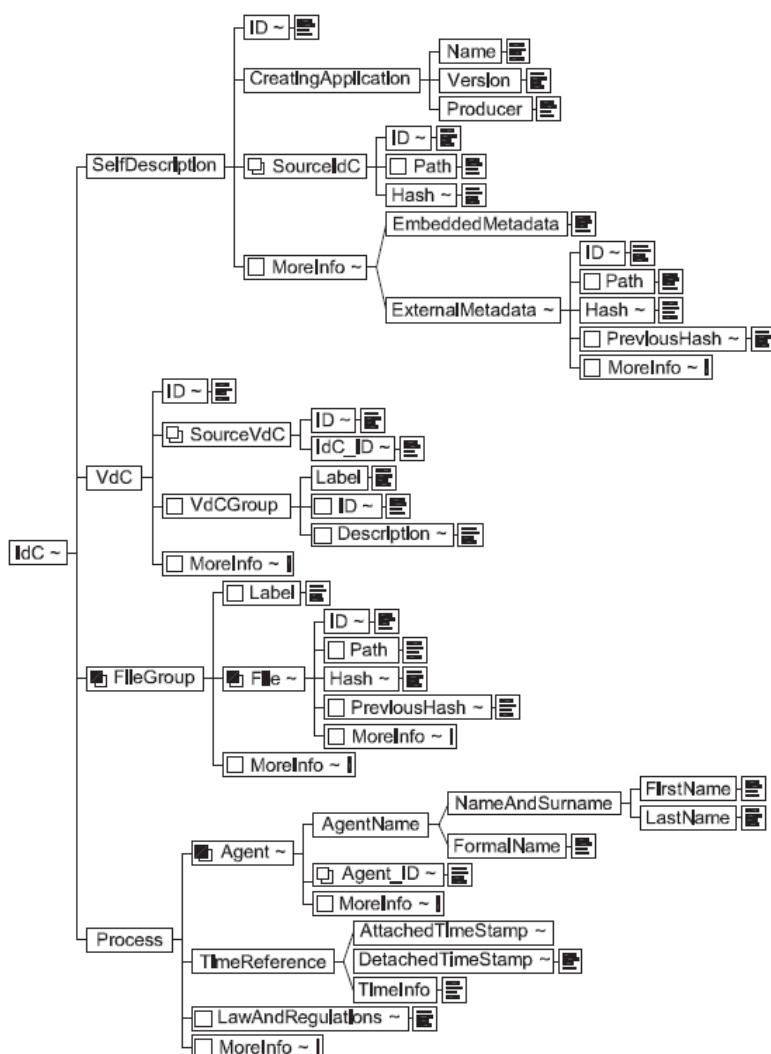 ID ~
CreatingApplication
Name
Version
Producer
SelfDescription
SourceIdC
ID ~
Path
Hash ~
MoreInfo ~
EmbeddedMetadata
ExternalMetadata ~
ID ~
Path
Hash ~
PreviousHash ~
MoreInfo ~
IdC ~
VdC
ID ~
SourceVdC
ID ~
IdC_ID ~
VdCGroup
Label
ID ~
Description ~
MoreInfo ~
FileGroup
Label
File ~
ID ~
Path
Hash ~
PreviousHash ~
MoreInfo ~
MoreInfo ~
Process
Agent ~
AgentName
NameAndSurname
FirstName
LastName
FormalName
Agent_ID ~
MoreInfo ~
TimeReference
AttachedTimeStamp ~
DetachedTimeStamp ~
TimeInfo
LawAndRegulations ~
MoreInfo ~